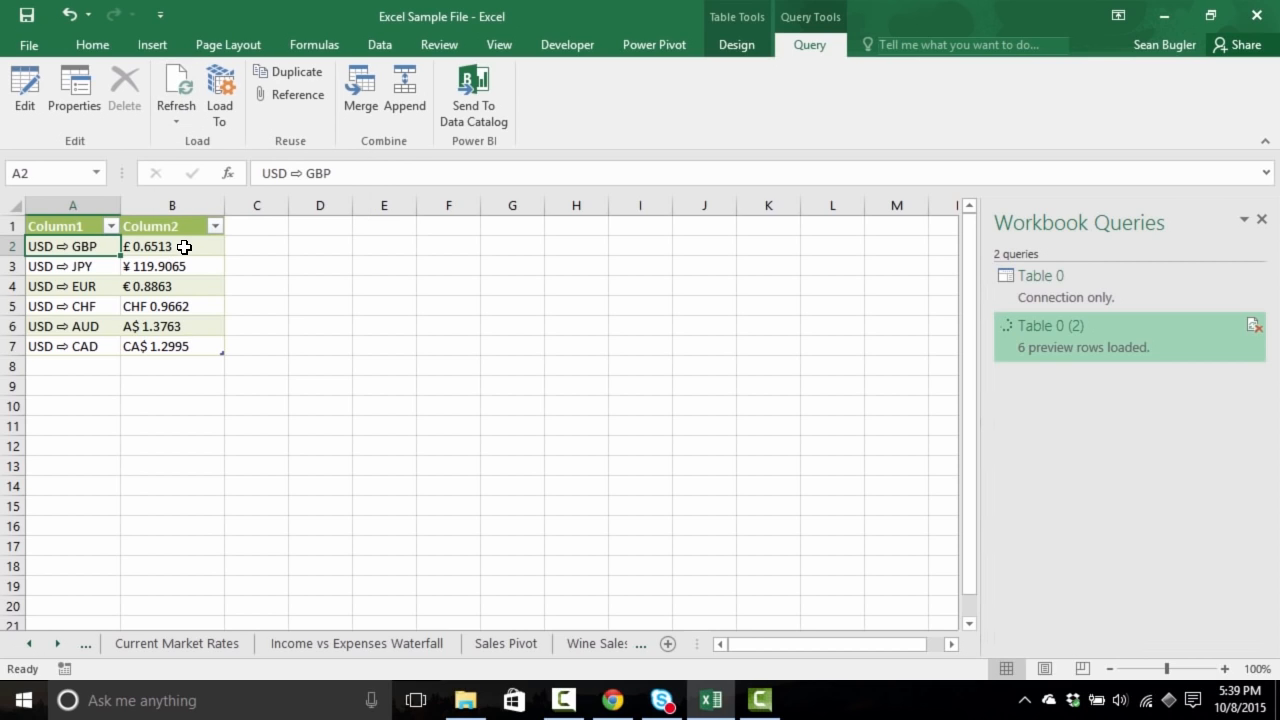 Excel Sample File - Excel
Table Tools Query Tools
File Home Insert Page Layout Formulas Data Review View Developer Power Pivot Design Query Tell me what you want to do... Sean Bugler Share
Edit Properties Delete Refresh Load To Duplicate Reference Merge Append Send To Data Catalog
Edit Load Reuse Combine Power BI
A2 fx USD ⇨ GBP
A B C D E F G H I J K L M
1 Column1 Column2
2 USD ⇨ GBP £ 0.6513
3 USD ⇨ JPY ¥ 119.9065
4 USD ⇨ EUR € 0.8863
5 USD ⇨ CHF CHF 0.9662
6 USD ⇨ AUD A$ 1.3763
7 USD ⇨ CAD CA$ 1.2995
8
9
10
11
12
13
14
15
16
17
18
19
20
21
Workbook Queries
2 queries
Table 0
Connection only.
Table 0 (2)
6 preview rows loaded.
... Current Market Rates Income vs Expenses Waterfall Sales Pivot Wine Sales ...
Ready 100%
Ask me anything
5:39 PM
10/8/2015